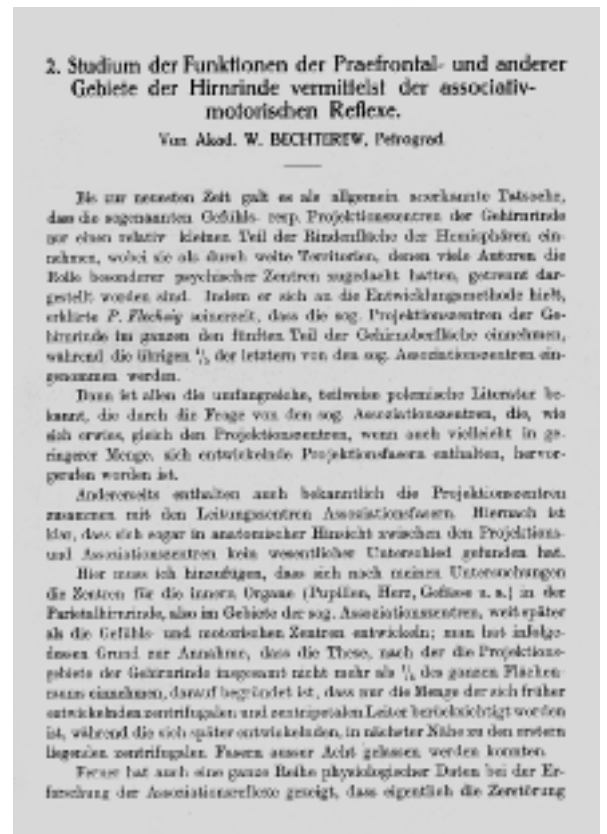 2. Studium der Funktionen der Praefrontal- und anderer
Gebiete der Hirnrinde vermittelst der associativ-
motorischen Reflexe.
Von Akad. W. BECHTEREW, Petrograd
Bis zur neuesten Zeit galt es als allgemein anerkannte Tatsache,
dass die sogenannten Gefühls- resp. Projektionszentren der Gehirnrinde
nur einen relativ kleinen Teil der Rindenfläche der Hemisphären ein-
nehmen, wobei sie als durch weite Territorien, denen viele Autoren die
Rolle besonderer psychischer Zentren zugedacht hatten, getrennt dar-
gestellt worden sind. Indem er sich an die Entwicklungsmethode hielt,
erklärte P. Flechsig seinerzeit, dass die sog. Projektionszentren der Ge-
hirnrinde im ganzen den fünften Teil der Gehirnoberfläche einnehmen,
während die übrigen ⁴/₅ der letztern von den sog. Associationszentren ein-
genommen werden.
Dann ist allen die umfangreiche, teilweise polemische Literatur be-
kannt, die durch die Frage von den sog. Associationszentren, die, wie
sich erwies, gleich den Projektionszentren, wenn auch vielleicht in ge-
ringerer Menge, sich entwickelnde Projektionsfasern enthalten, hervor-
gerufen worden ist.
Andererseits enthalten auch bekanntlich die Projektionszentren
zusammen mit den Leitungszentren Associationsfasern. Hiernach ist
klar, dass sich sogar in anatomischer Hinsicht zwischen den Projektions-
und Associationszentren kein wesentlicher Unterschied gefunden hat.
Hier muss ich hinzufügen, dass sich nach meinen Untersuchungen
die Zentren für die innern Organe (Pupillen, Herz, Gefässe u. a.) in der
Parietalhirnrinde, also im Gebiete der sog. Associationszentren, weit später
als die Gefühls- und motorischen Zentren entwickeln; man hat infolge-
dessen Grund zur Annahme, dass die These, nach der die Projektions-
gebiete der Gehirnrinde insgesamt nicht mehr als ¹/₅ des ganzen Flächen-
raums einnehmen, darauf begründet ist, dass nur die Menge der sich früher
entwickelnden zentrifugalen und zentripetalen Leiter berücksichtigt worden
ist, während die sich später entwickelnden, in nächster Nähe zu den erstern
liegenden zentrifugalen Fasern ausser Acht gelassen werden konnten.
Ferner hat auch eine ganze Reihe physiologischer Daten bei der Er-
forschung der Associationsreflexe gezeigt, dass eigentlich die Zerstörung